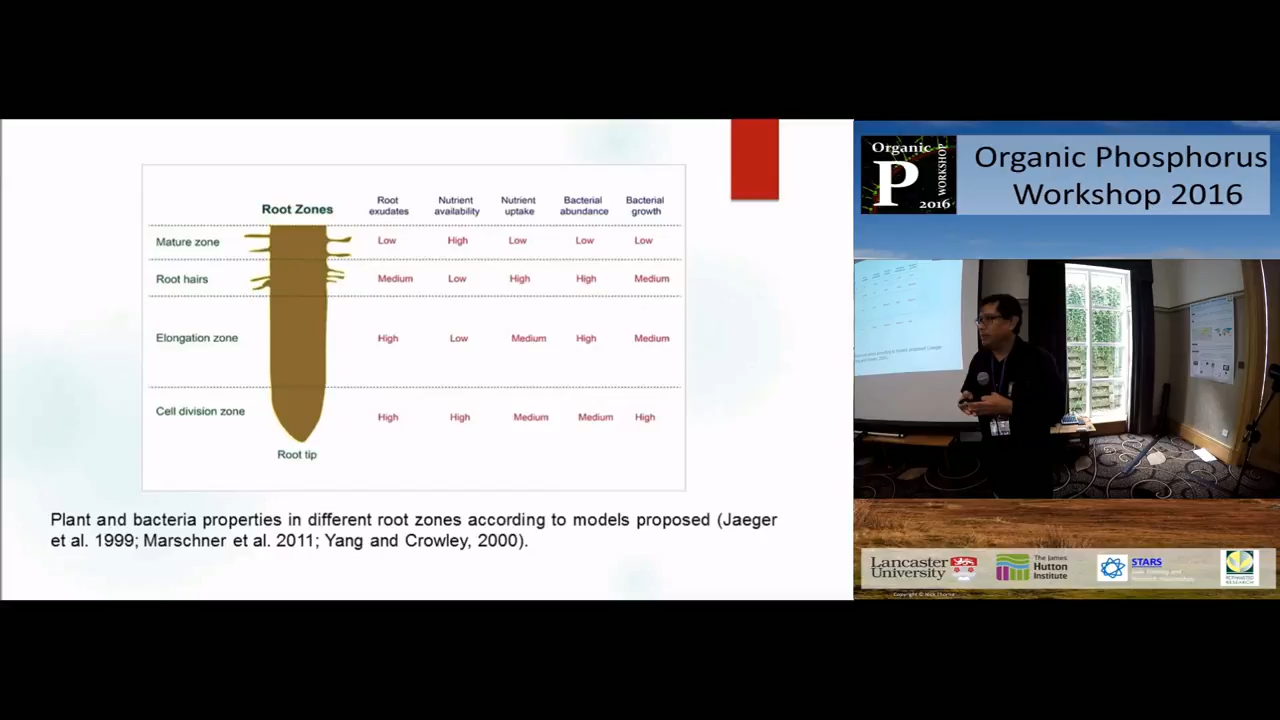 Root Zones
Root exudates
Nutrient availability
Nutrient uptake
Bacterial abundance
Bacterial growth
Mature zone Low High Low Low Low
Root hairs Medium Low High High Medium
Elongation zone High Low Medium High Medium
Cell division zone High High Medium Medium High
Root tip
Plant and bacteria properties in different root zones according to models proposed (Jaeger
et al. 1999; Marschner et al. 2011; Yang and Crowley, 2000).
Organic
P
WORKSHOP
2016
Organic Phosphorus
Workshop 2016
Lancaster
University
The James
Hutton
Institute
STARS